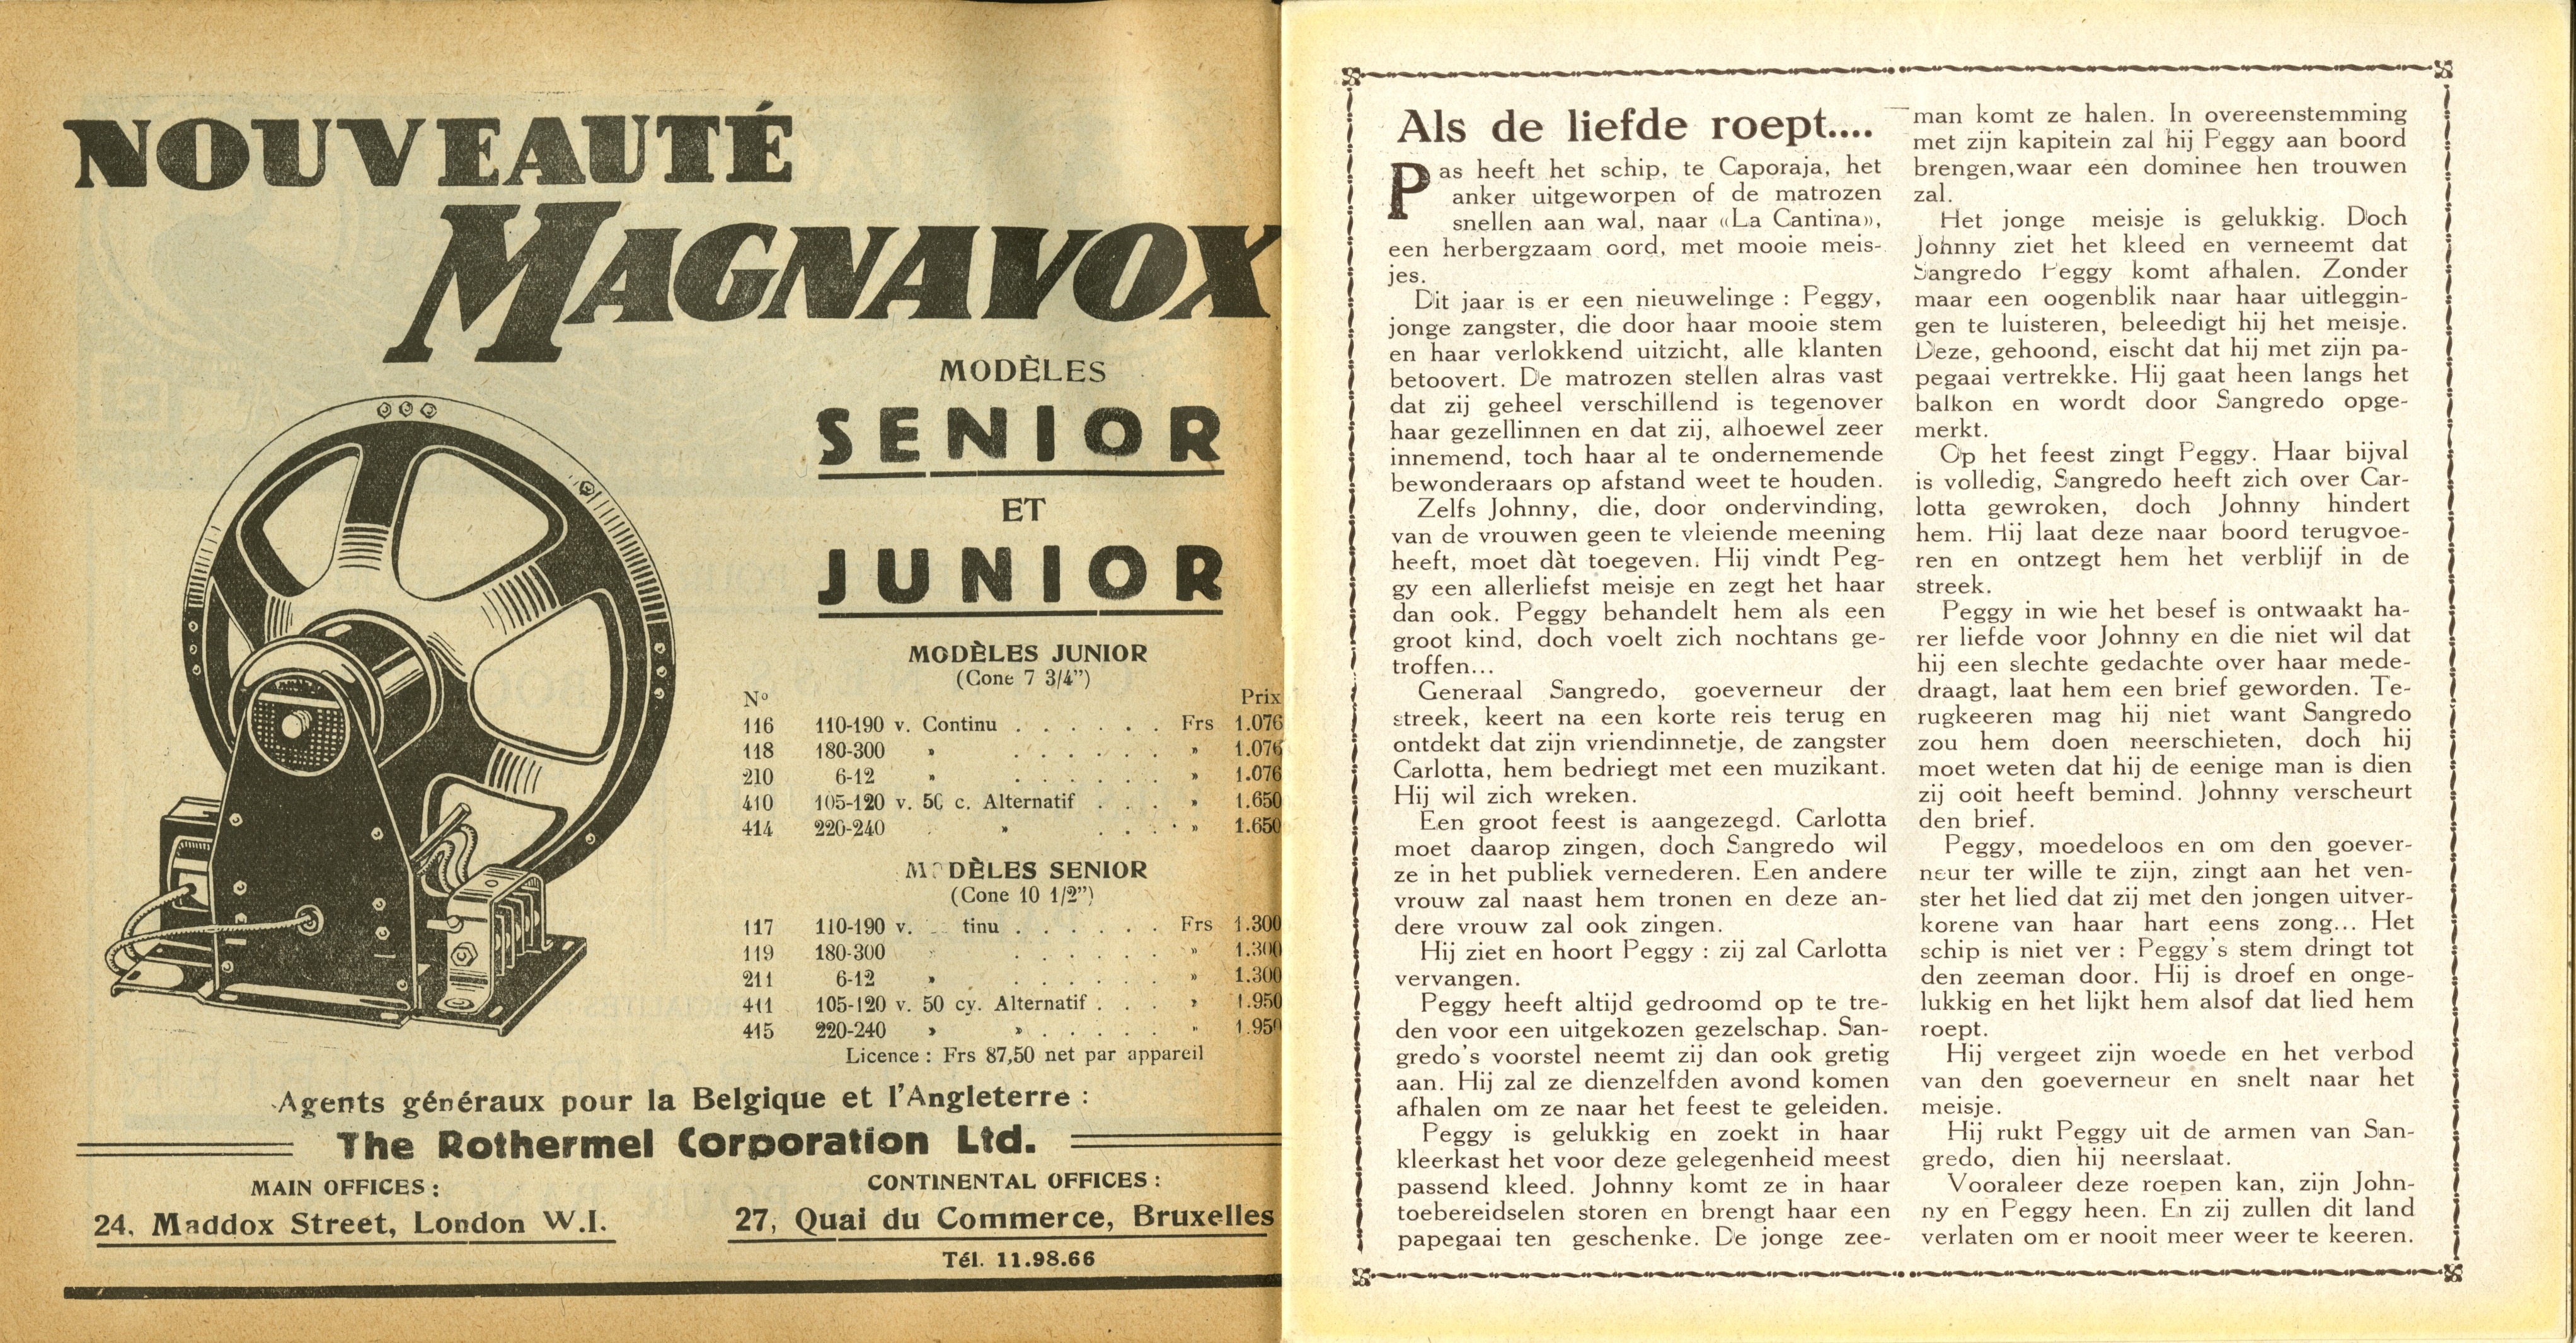 NOUVEAUTÉ
MAGNAVOX
MODÈLES
SENIOR
ET
JUNIOR
MODÈLES JUNIOR
(Cone 7 3/4")
No Prix
116 110-190 v. Continu . . . . . . Frs 1.076
118 180-300 » . . . . . . » 1.076
210 6-12 » . . . . . . » 1.076
410 105-120 v. 50 c. Alternatif . . . » 1.650
414 220-240 » . . . » 1.650
DÈLES SENIOR
(Cone 10 1/2")
117 110-190 v. tinu . . . . . . Frs 1.300
119 180-300 » . . . . . . » 1.300
211 6-12 » . . . . . . » 1.300
411 105-120 v. 50 cy. Alternatif . . . » 1.950
415 220-240 » » . . . . . » 1.950
Licence : Frs 87,50 net par appareil
Agents généraux pour la Belgique et l'Angleterre :
The Rothermel Corporation Ltd.
MAIN OFFICES :
24, Maddox Street, London W.I.
CONTINENTAL OFFICES :
27, Quai du Commerce, Bruxelles
Tél. 11.98.66
Als de liefde roept....
Pas heeft het schip, te Caporaja, het
anker uitgeworpen of de matrozen
snellen aan wal, naar «La Cantina»,
een herbergzaam oord, met mooie meis-
jes.
Dit jaar is er een nieuwelinge : Peggy,
jonge zangster, die door haar mooie stem
en haar verlokkend uitzicht, alle klanten
betoovert. De matrozen stellen alras vast
dat zij geheel verschillend is tegenover
haar gezellinnen en dat zij, alhoewel zeer
innemend, toch haar al te ondernemende
bewonderaars op afstand weet te houden.
Zelfs Johnny, die, door ondervinding,
van de vrouwen geen te vleiende meening
heeft, moet dàt toegeven. Hij vindt Peg-
gy een allerliefst meisje en zegt het haar
dan ook. Peggy behandelt hem als een
groot kind, doch voelt zich nochtans ge-
troffen...
Generaal Sangredo, goeverneur der
streek, keert na een korte reis terug en
ontdekt dat zijn vriendinnetje, de zangster
Carlotta, hem bedriegt met een muzikant.
Hij wil zich wreken.
Een groot feest is aangezegd. Carlotta
moet daarop zingen, doch Sangredo wil
ze in het publiek vernederen. Een andere
vrouw zal naast hem tronen en deze an-
dere vrouw zal ook zingen.
Hij ziet en hoort Peggy : zij zal Carlotta
vervangen.
Peggy heeft altijd gedroomd op te tre-
den voor een uitgekozen gezelschap. San-
gredo's voorstel neemt zij dan ook gretig
aan. Hij zal ze dienzelfden avond komen
afhalen om ze naar het feest te geleiden.
Peggy is gelukkig en zoekt in haar
kleerkast het voor deze gelegenheid meest
passend kleed. Johnny komt ze in haar
toebereidselen storen en brengt haar een
papegaai ten geschenke. De jonge zee-
man komt ze halen. In overeenstemming
met zijn kapitein zal hij Peggy aan boord
brengen, waar een dominee hen trouwen
zal.
Het jonge meisje is gelukkig. Doch
Johnny ziet het kleed en verneemt dat
Sangredo Peggy komt afhalen. Zonder
maar een oogenblik naar haar uitleggin-
gen te luisteren, beleedigt hij het meisje.
Deze, gehoond, eischt dat hij met zijn pa-
pegaai vertrekke. Hij gaat heen langs het
balkon en wordt door Sangredo opge-
merkt.
Op het feest zingt Peggy. Haar bijval
is volledig, Sangredo heeft zich over Car-
lotta gewroken, doch Johnny hindert
hem. Hij laat deze naar boord terugvoe-
ren en ontzegt hem het verblijf in de
streek.
Peggy in wie het besef is ontwaakt ha-
rer liefde voor Johnny en die niet wil dat
hij een slechte gedachte over haar mede-
draagt, laat hem een brief geworden. Te-
rugkeeren mag hij niet want Sangredo
zou hem doen neerschieten, doch hij
moet weten dat hij de eenige man is dien
zij ooit heeft bemind. Johnny verscheurt
den brief.
Peggy, moedeloos en om den goever-
neur ter wille te zijn, zingt aan het ven-
ster het lied dat zij met den jongen uitver-
korene van haar hart eens zong... Het
schip is niet ver : Peggy's stem dringt tot
den zeeman door. Hij is droef en onge-
lukkig en het lijkt hem alsof dat lied hem
roept.
Hij vergeet zijn woede en het verbod
van den goeverneur en snelt naar het
meisje.
Hij rukt Peggy uit de armen van San-
gredo, dien hij neerslaat.
Vooraleer deze roepen kan, zijn John-
ny en Peggy heen. En zij zullen dit land
verlaten om er nooit meer weer te keeren.